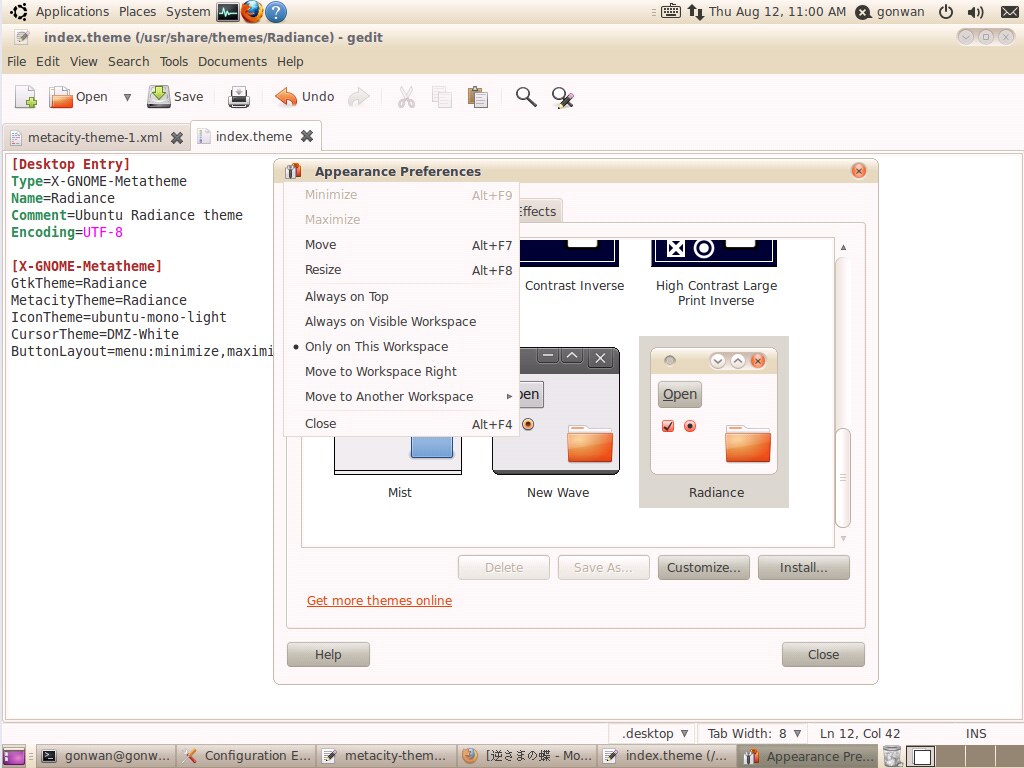 Applications Places System Thu Aug 12, 11:00 AM gonwan
index.theme (/usr/share/themes/Radiance) - gedit
File Edit View Search Tools Documents Help
Open Save Undo
metacity-theme-1.xml index.theme
[Desktop Entry]
Type=X-GNOME-Metatheme
Name=Radiance
Comment=Ubuntu Radiance theme
Encoding=UTF-8
[X-GNOME-Metatheme]
GtkTheme=Radiance
MetacityTheme=Radiance
IconTheme=ubuntu-mono-light
CursorTheme=DMZ-White
ButtonLayout=menu:minimize,maximi
Appearance Preferences
Minimize Alt+F9
Maximize
Move Alt+F7
Resize Alt+F8
Always on Top
Always on Visible Workspace
Only on This Workspace
Move to Workspace Right
Move to Another Workspace
Close Alt+F4
Effects
Contrast Inverse
High Contrast Large
Print Inverse
pen
Open
Mist
New Wave
Radiance
Delete Save As... Customize... Install...
Get more themes online
Help Close
.desktop Tab Width: 8 Ln 12, Col 42 INS
gonwan@gonw... Configuration E... metacity-them... [逆さまの蝶 - Mo... index.theme (/... Appearance Pre...